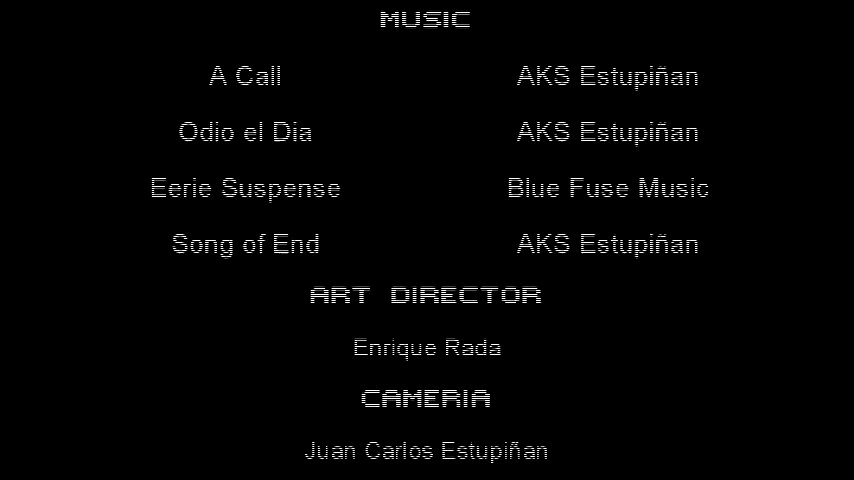 MUSIC
A Call AKS Estupiñan
Odio el Dia AKS Estupiñan
Eerie Suspense Blue Fuse Music
Song of End AKS Estupiñan
ART DIRECTOR
Enrique Rada
CAMERIA
Juan Carlos Estupiñan